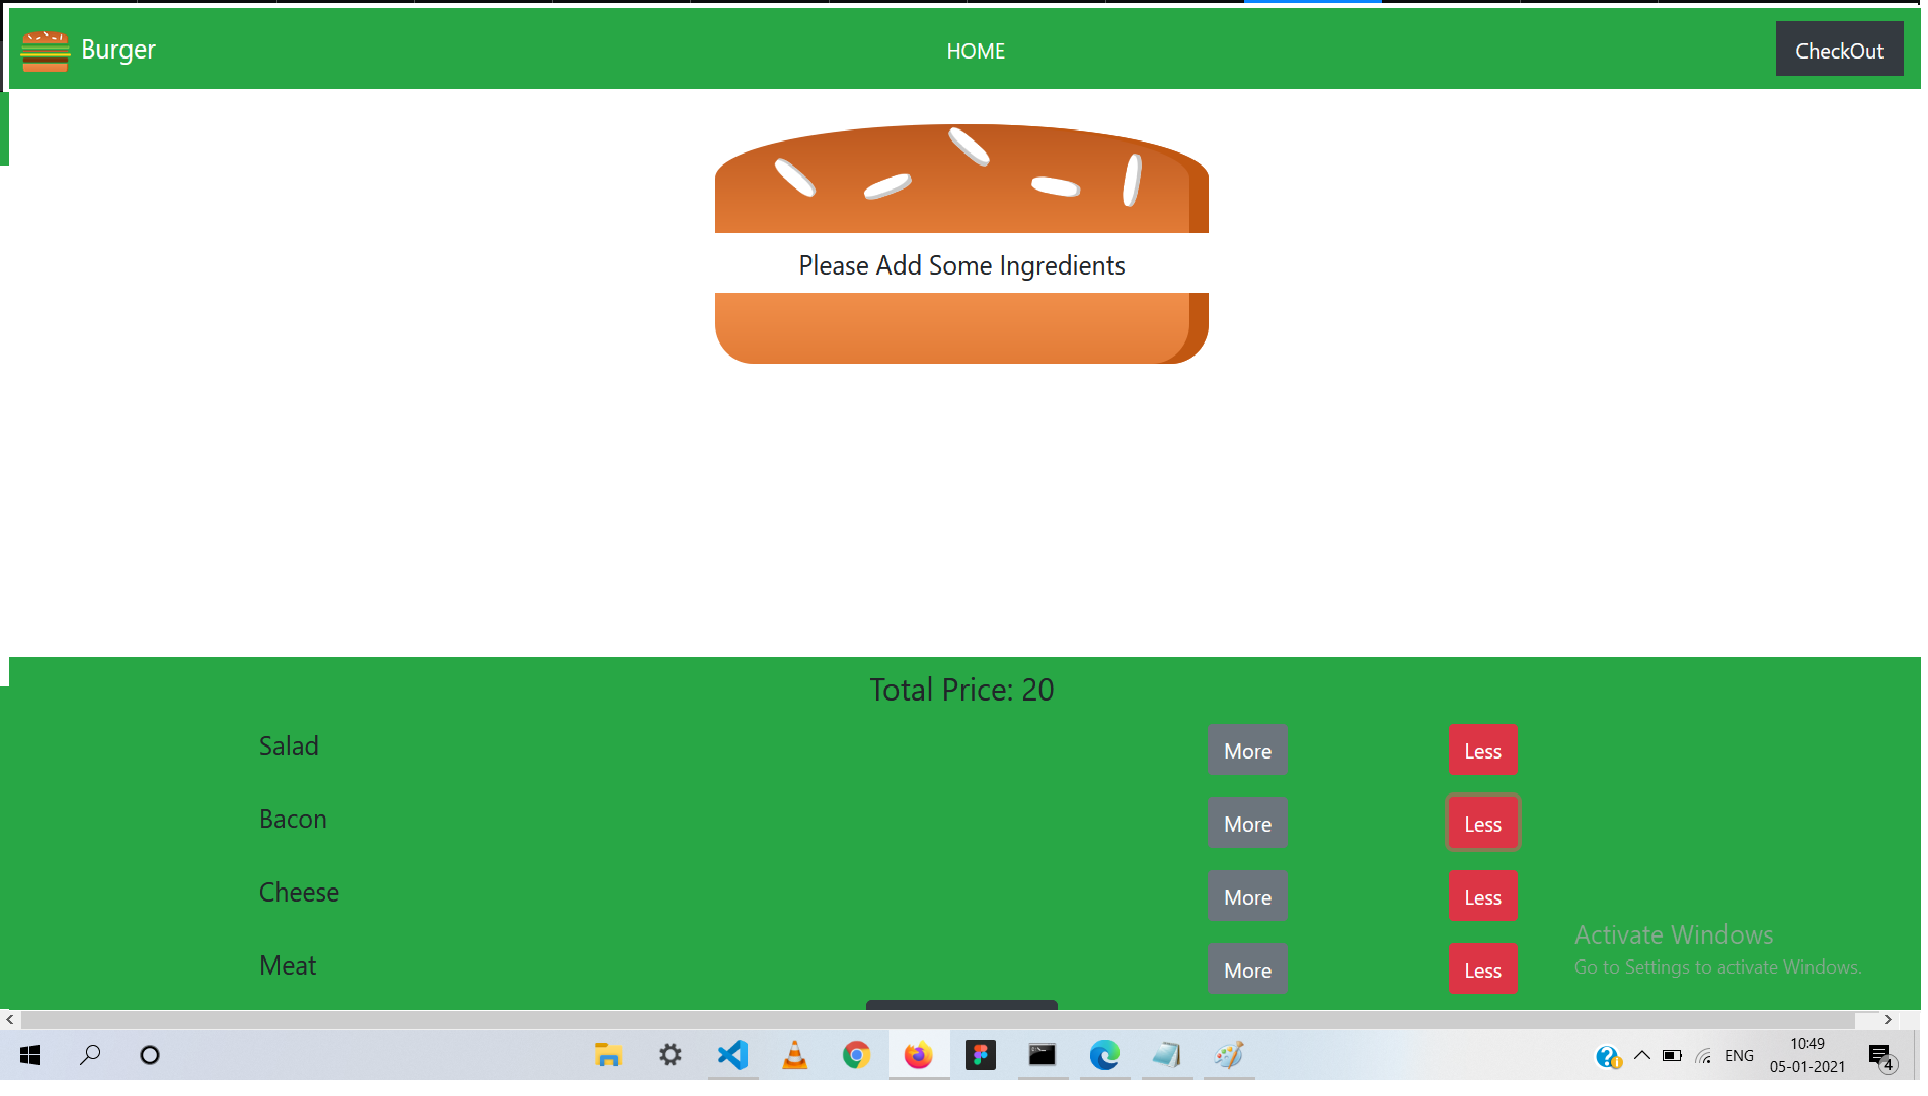 Burger
HOME
CheckOut
Please Add Some Ingredients
Total Price: 20
Salad More Less
Bacon More Less
Cheese More Less
Meat More Less
Activate Windows
Go to Settings to activate Windows.
ENG
10:49
05-01-2021
4